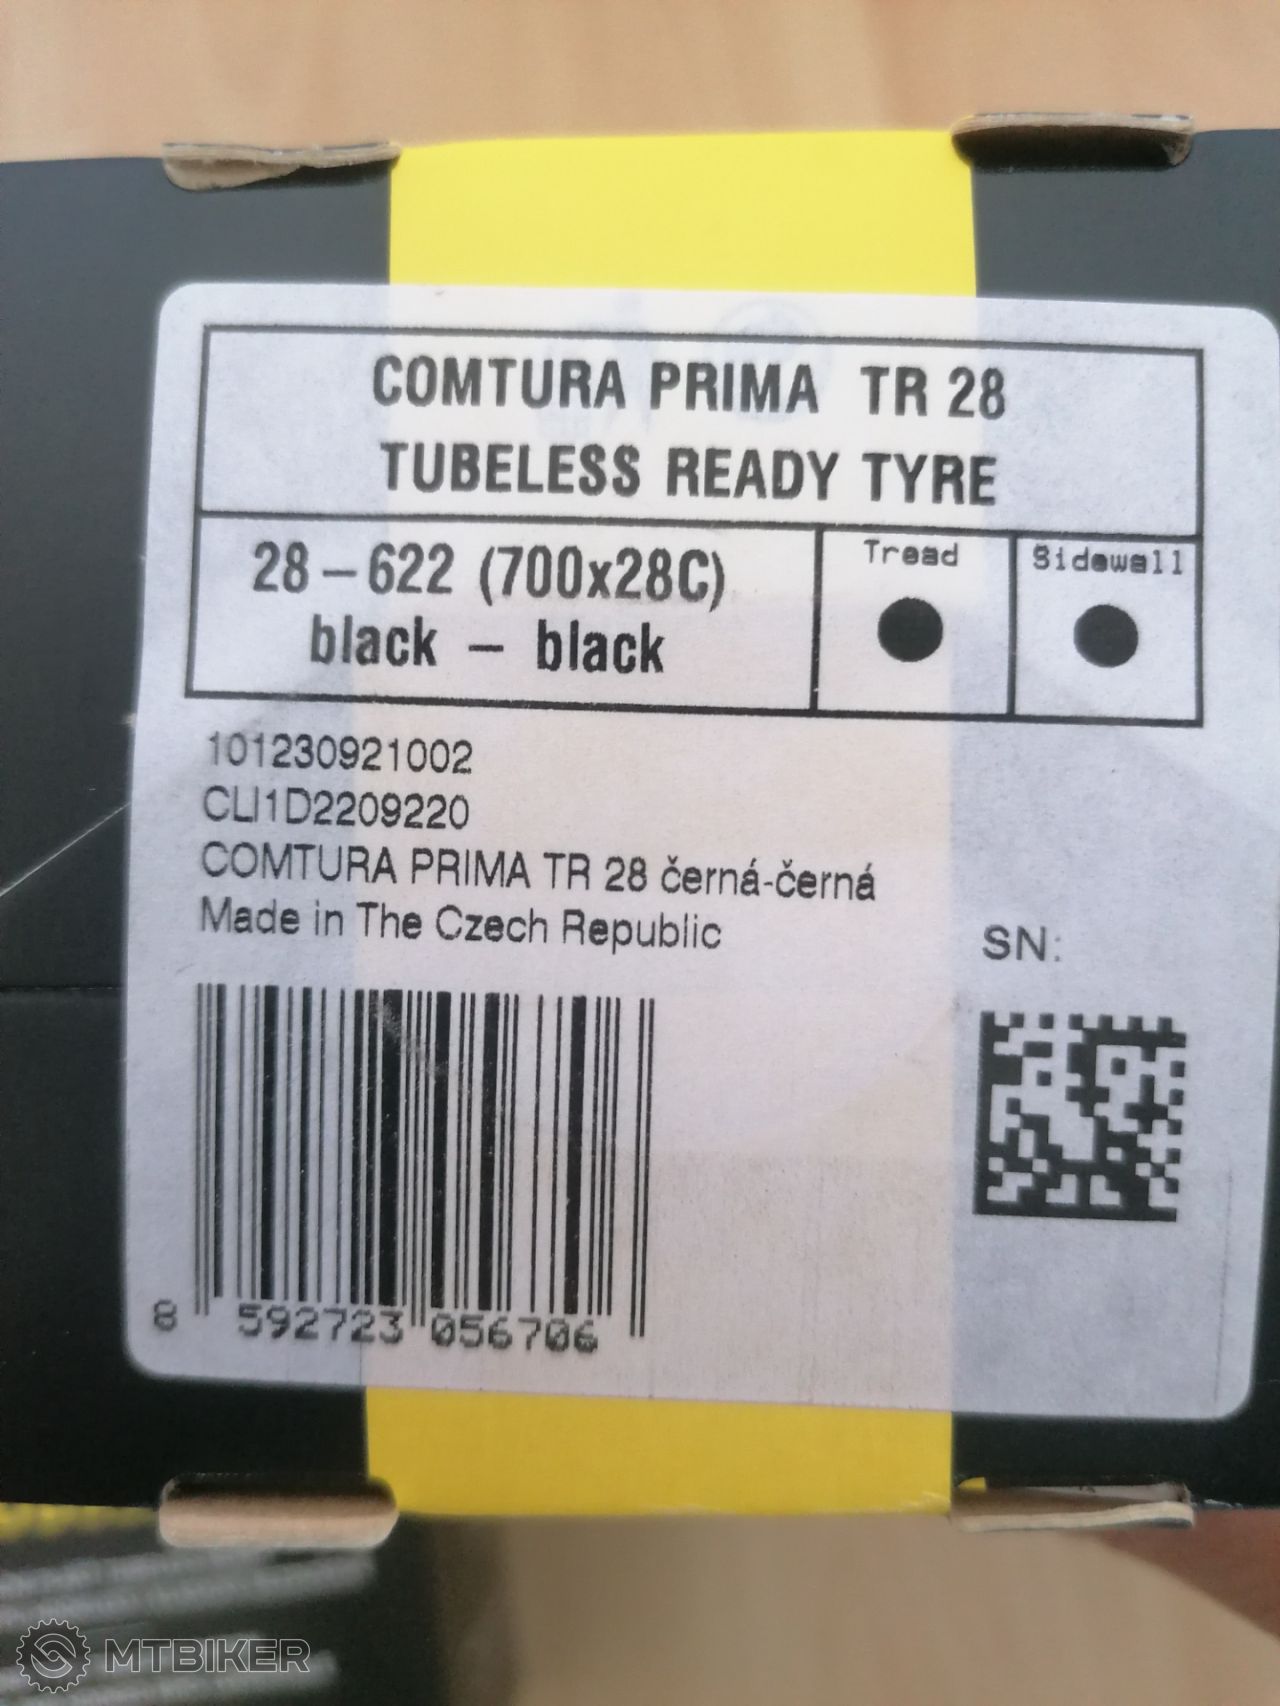 COMTURA PRIMA TR 28
TUBELESS READY TYRE
28-622 (700x28C)
black - black
Tread
Sidewall
101230921002
CLI1D2209220
COMTURA PRIMA TR 28 černá-černá
Made in The Czech Republic
SN:
8 592723 056706
MTBIKER